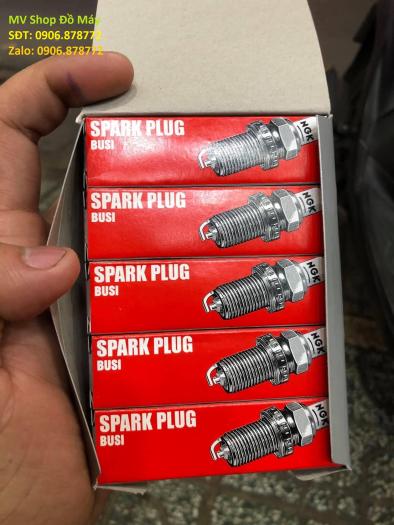 MV Shop Đồ Máy
SĐT: 0906.878772
Zalo: 0906.878772
SPARK PLUG
BUSI
NGK
SPARK PLUG
BUSI
NGK
SPARK PLUG
BUSI
NGK
SPARK PLUG
BUSI
NGK
SPARK PLUG
BUSI
NGK